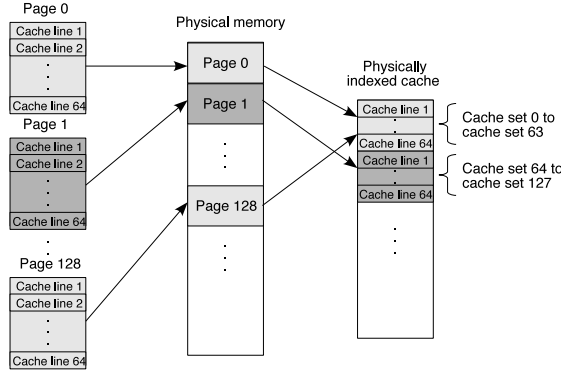 Page 0
Cache line 1
Cache line 2
Cache line 64
Page 1
Cache line 1
Cache line 2
Cache line 64
Page 128
Cache line 1
Cache line 2
Cache line 64
Physical memory
Page 0
Page 1
Page 128
Physically
indexed cache
Cache line 1
Cache line 64
Cache line 1
Cache line 64
Cache set 0 to
cache set 63
Cache set 64 to
cache set 127